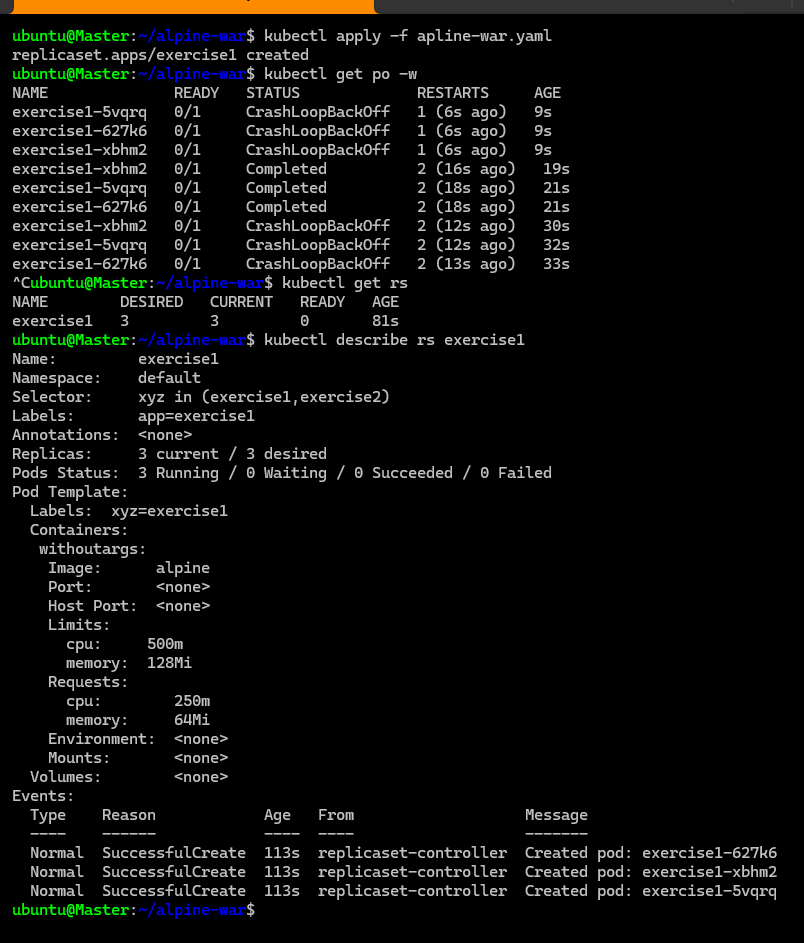 ubuntu@Master:~/alpine-war$ kubectl apply -f apline-war.yaml
replicaset.apps/exercise1 created
ubuntu@Master:~/alpine-war$ kubectl get po -w
NAME              READY   STATUS             RESTARTS     AGE
exercise1-5vqrq   0/1     CrashLoopBackOff   1 (6s ago)   9s
exercise1-627k6   0/1     CrashLoopBackOff   1 (6s ago)   9s
exercise1-xbhm2   0/1     CrashLoopBackOff   1 (6s ago)   9s
exercise1-xbhm2   0/1     Completed          2 (16s ago)   19s
exercise1-5vqrq   0/1     Completed          2 (18s ago)   21s
exercise1-627k6   0/1     Completed          2 (18s ago)   21s
exercise1-xbhm2   0/1     CrashLoopBackOff   2 (12s ago)   30s
exercise1-5vqrq   0/1     CrashLoopBackOff   2 (12s ago)   32s
exercise1-627k6   0/1     CrashLoopBackOff   2 (13s ago)   33s
^Cubuntu@Master:~/alpine-war$ kubectl get rs
NAME        DESIRED   CURRENT   READY   AGE
exercise1   3         3         0       81s
ubuntu@Master:~/alpine-war$ kubectl describe rs exercise1
Name:         exercise1
Namespace:    default
Selector:     xyz in (exercise1,exercise2)
Labels:       app=exercise1
Annotations:  <none>
Replicas:     3 current / 3 desired
Pods Status:  3 Running / 0 Waiting / 0 Succeeded / 0 Failed
Pod Template:
  Labels:  xyz=exercise1
  Containers:
   withoutargs:
    Image:      alpine
    Port:       <none>
    Host Port:  <none>
    Limits:
      cpu:     500m
      memory:  128Mi
    Requests:
      cpu:        250m
      memory:     64Mi
    Environment:  <none>
    Mounts:       <none>
  Volumes:        <none>
Events:
  Type    Reason            Age   From                   Message
  ----    ------            ----  ----                   -------
  Normal  SuccessfulCreate  113s  replicaset-controller  Created pod: exercise1-627k6
  Normal  SuccessfulCreate  113s  replicaset-controller  Created pod: exercise1-xbhm2
  Normal  SuccessfulCreate  113s  replicaset-controller  Created pod: exercise1-5vqrq
ubuntu@Master:~/alpine-war$